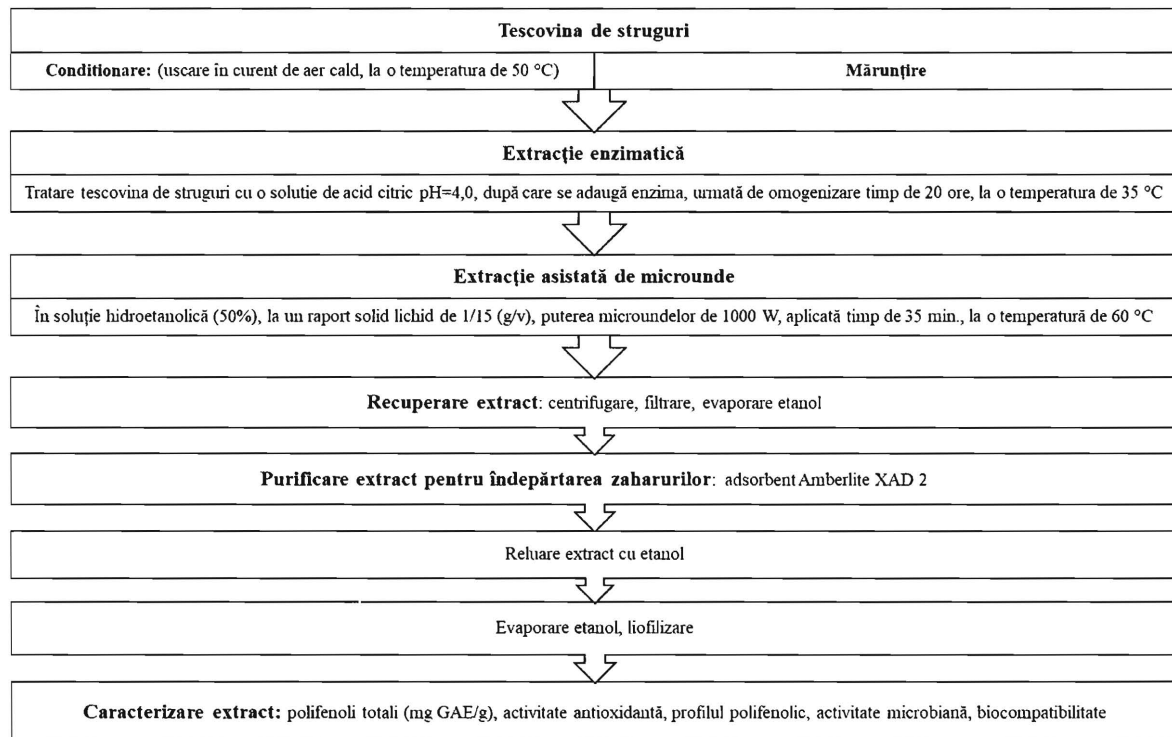 Tescovina de struguri
Conditionare: (uscare în curent de aer cald, la o temperatura de 50 °C)
Mărunțire
Extracție enzimatică
Tratare tescovina de struguri cu o solutie de acid citric pH=4,0, după care se adaugă enzima, urmată de omogenizare timp de 20 ore, la o temperatura de 35 °C
Extracție asistată de microunde
În soluție hidroetanolică (50%), la un raport solid lichid de 1/15 (g/v), puterea microundelor de 1000 W, aplicată timp de 35 min., la o temperatură de 60 °C
Recuperare extract: centrifugare, filtrare, evaporare etanol
Purificare extract pentru îndepărtarea zaharurilor: adsorbent Amberlite XAD 2
Reluare extract cu etanol
Evaporare etanol, liofilizare
Caracterizare extract: polifenoli totali (mg GAE/g), activitate antioxidantă, profilul polifenolic, activitate microbiană, biocompatibilitate